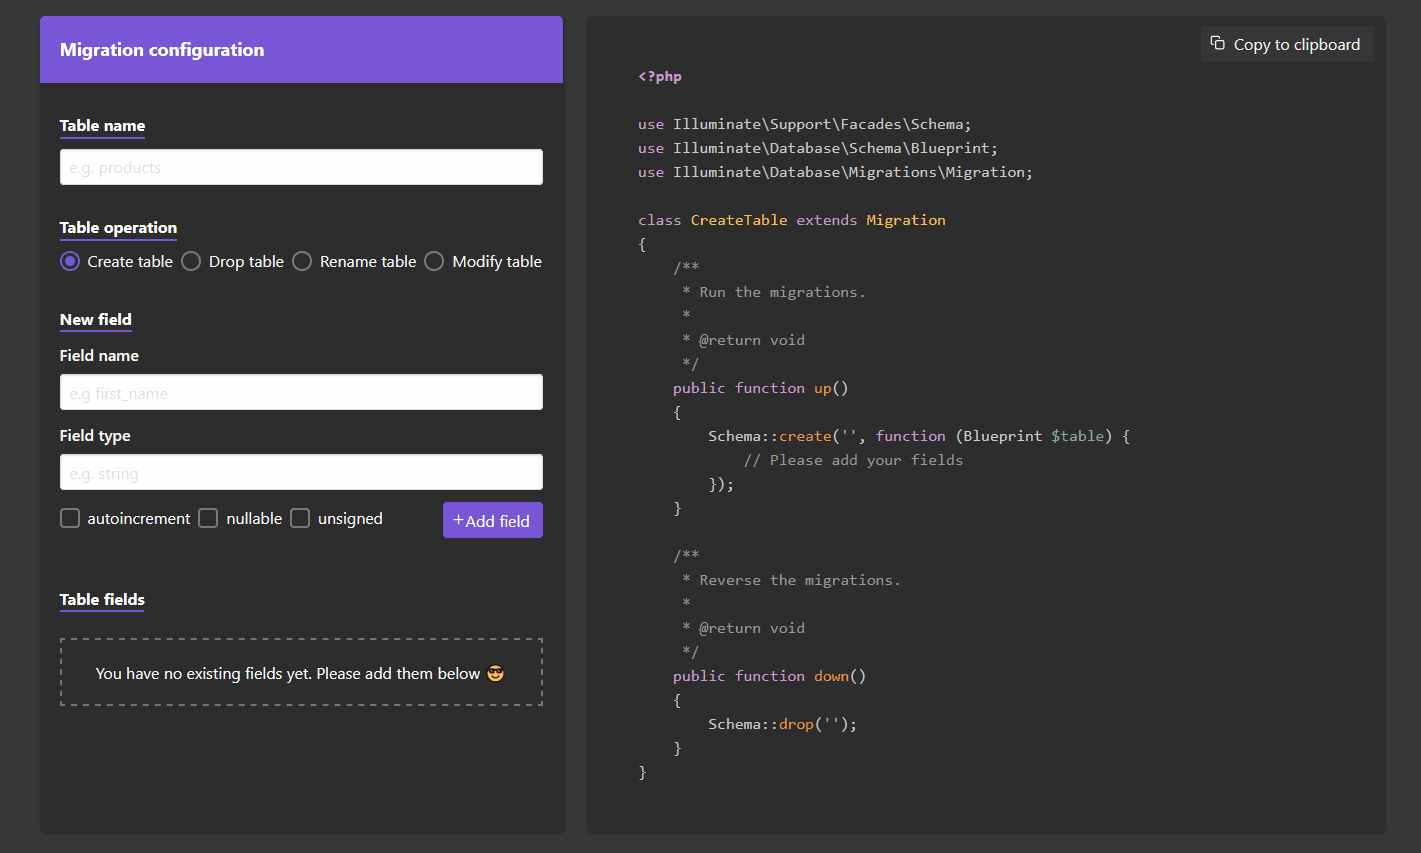 Migration configuration
Table name
e.g. products
Table operation
Create table Drop table Rename table Modify table
New field
Field name
e.g first_name
Field type
e.g. string
autoincrement nullable unsigned +Add field
Table fields
You have no existing fields yet. Please add them below 😎
Copy to clipboard
<?php

use Illuminate\Support\Facades\Schema;
use Illuminate\Database\Schema\Blueprint;
use Illuminate\Database\Migrations\Migration;

class CreateTable extends Migration
{
    /**
     * Run the migrations.
     *
     * @return void
     */
    public function up()
    {
        Schema::create('', function (Blueprint $table) {
            // Please add your fields
        });
    }

    /**
     * Reverse the migrations.
     *
     * @return void
     */
    public function down()
    {
        Schema::drop('');
    }
}